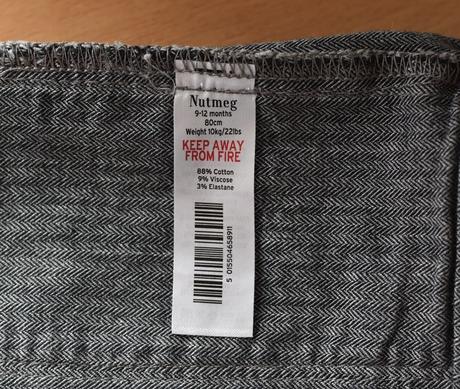 Nutmeg
9-12 months
80cm
Weight 10kg/22lbs
KEEP AWAY
FROM FIRE
88% Cotton
9% Viscose
3% Elastane
5 015504 658911